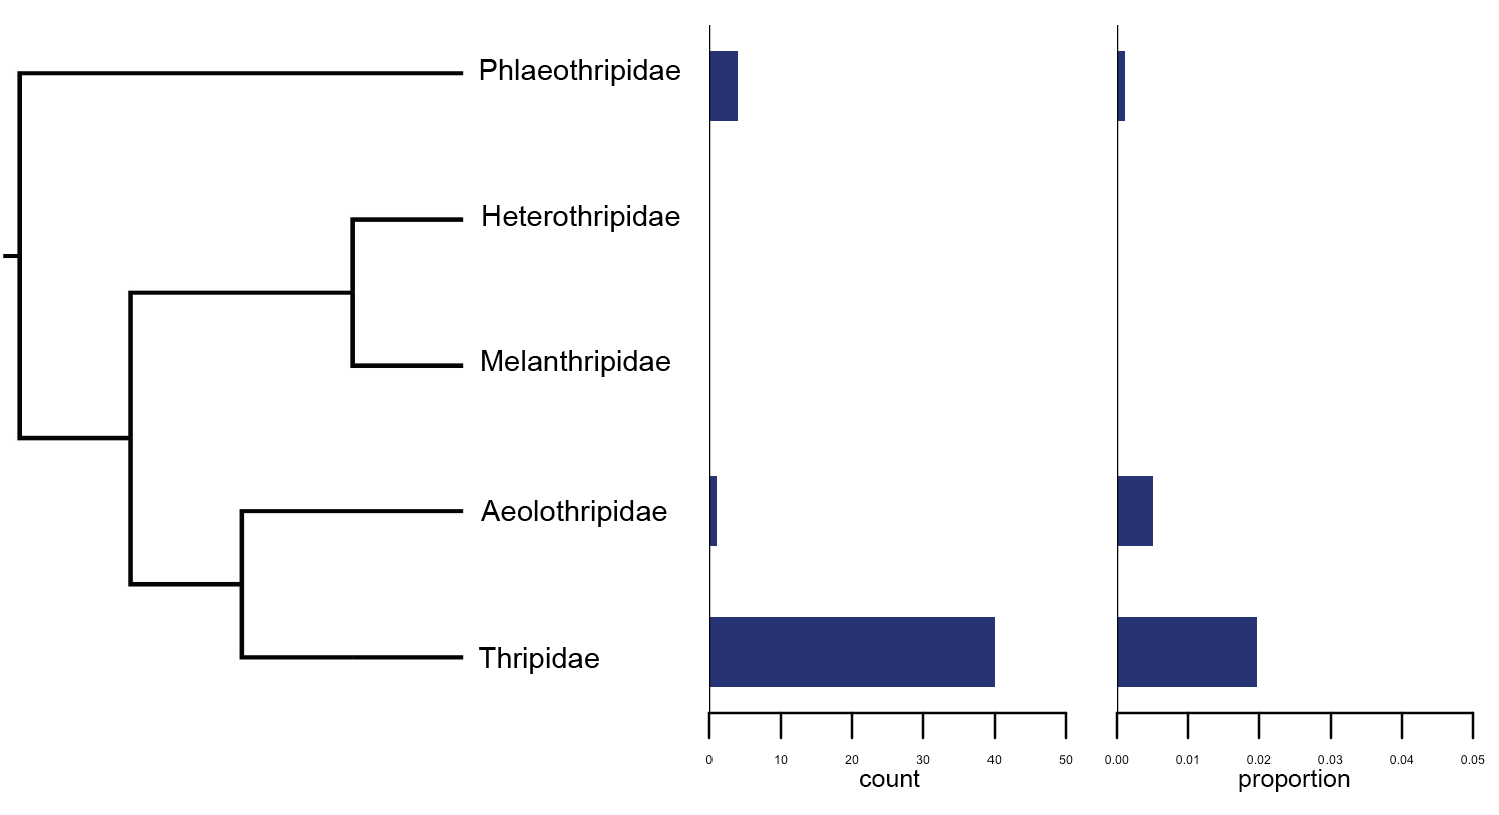 Phlaeothripidae
Heterothripidae
Melanthripidae
Aeolothripidae
Thripidae
0 10 20 30 40 50
count
0.00 0.01 0.02 0.03 0.04 0.05
proportion